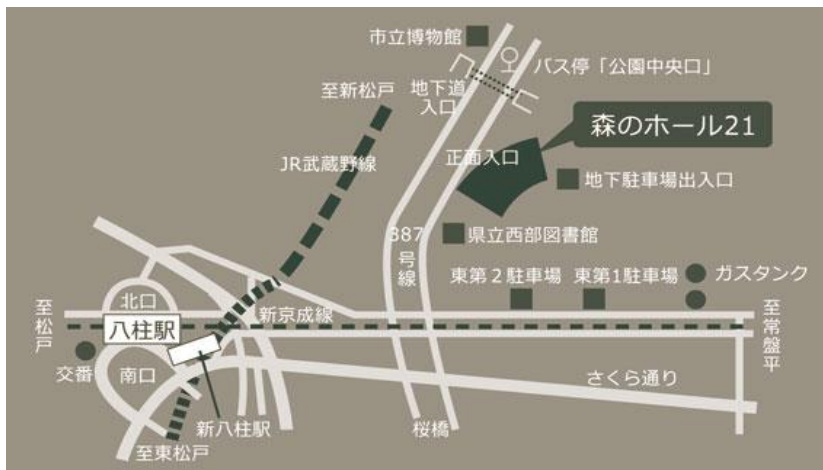 市立博物館
バス停「公園中央口」
地下道
入口
至新松戸
森のホール21
正面入口
JR武蔵野線
地下駐車場出入口
387
号
線
県立西部図書館
東第2駐車場
東第1駐車場
ガスタンク
至松戸
北口
新京成線
至常盤平
八柱駅
交番
南口
さくら通り
新八柱駅
桜橋
至東松戸